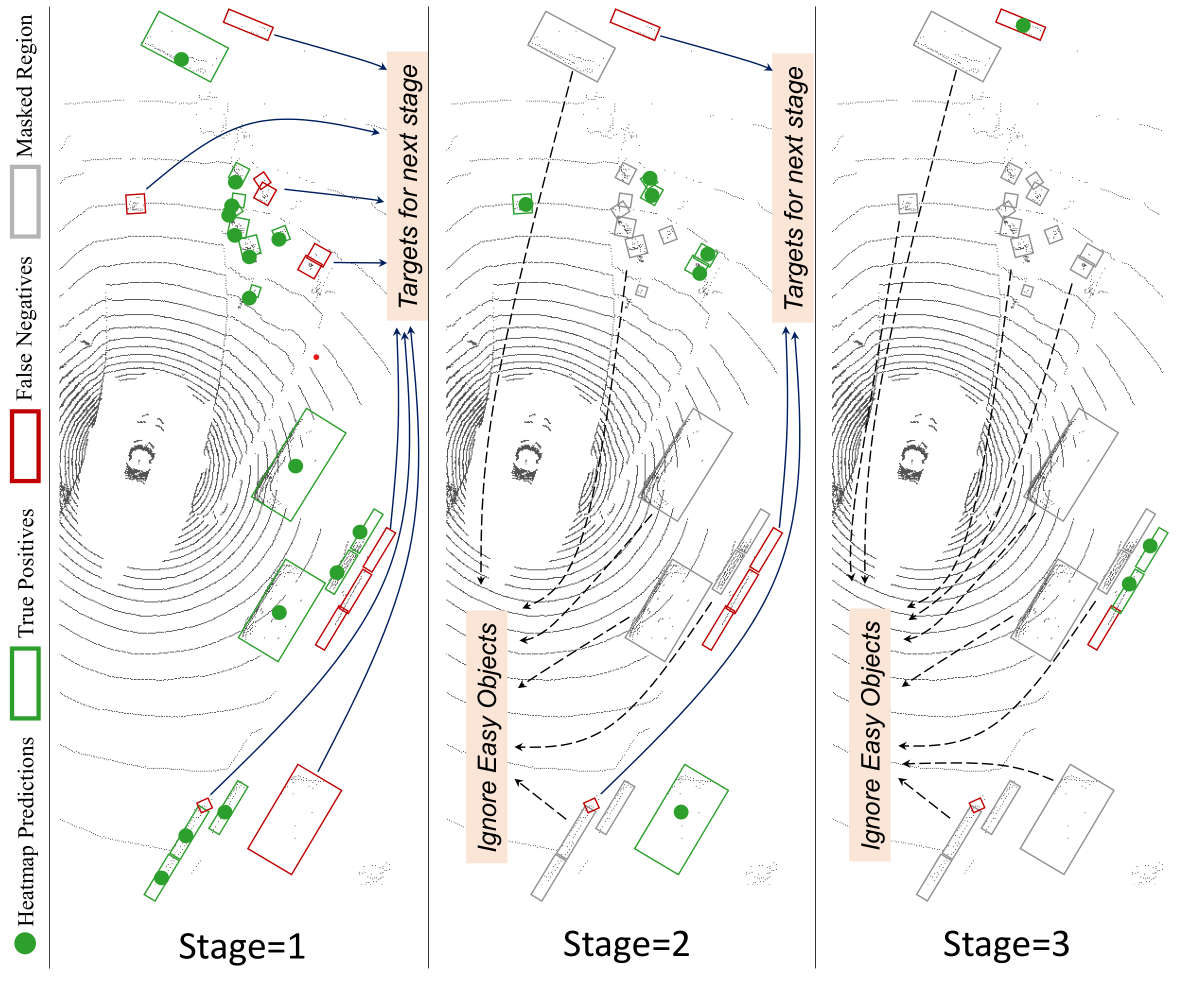 Heatmap Predictions
True Positives
False Negatives
Masked Region
Targets for next stage
Stage=1
Targets for next stage
Ignore Easy Objects
Stage=2
Ignore Easy Objects
Stage=3